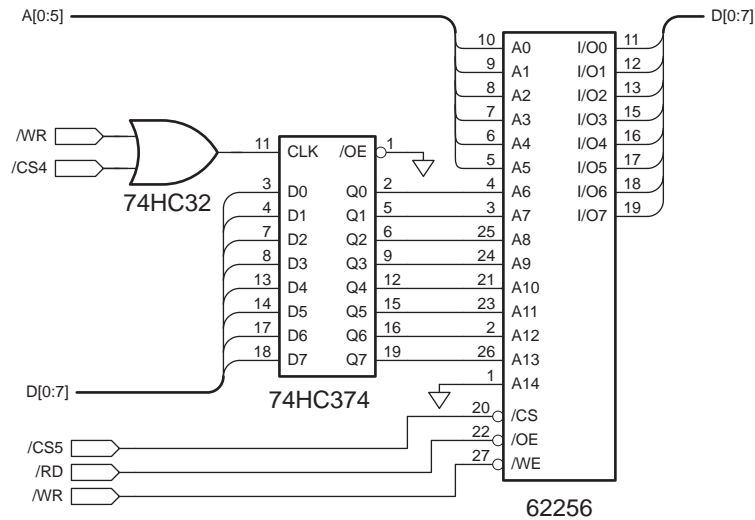 A[0:5]
D[0:7]
10 A0 I/O0 11
9 A1 I/O1 12
8 A2 I/O2 13
7 A3 I/O3 15
6 A4 I/O4 16
5 A5 I/O5 17
4 A6 I/O6 18
3 A7 I/O7 19
25 A8
24 A9
21 A10
23 A11
2 A12
26 A13
1 A14
20 /CS
22 /OE
27 /WE
62256
/WR
/CS4
74HC32
11 CLK /OE 1
3 D0 Q0 2
4 D1 Q1 5
7 D2 Q2 6
8 D3 Q3 9
13 D4 Q4 12
14 D5 Q5 15
17 D6 Q6 16
18 D7 Q7 19
D[0:7]
74HC374
/CS5
/RD
/WR